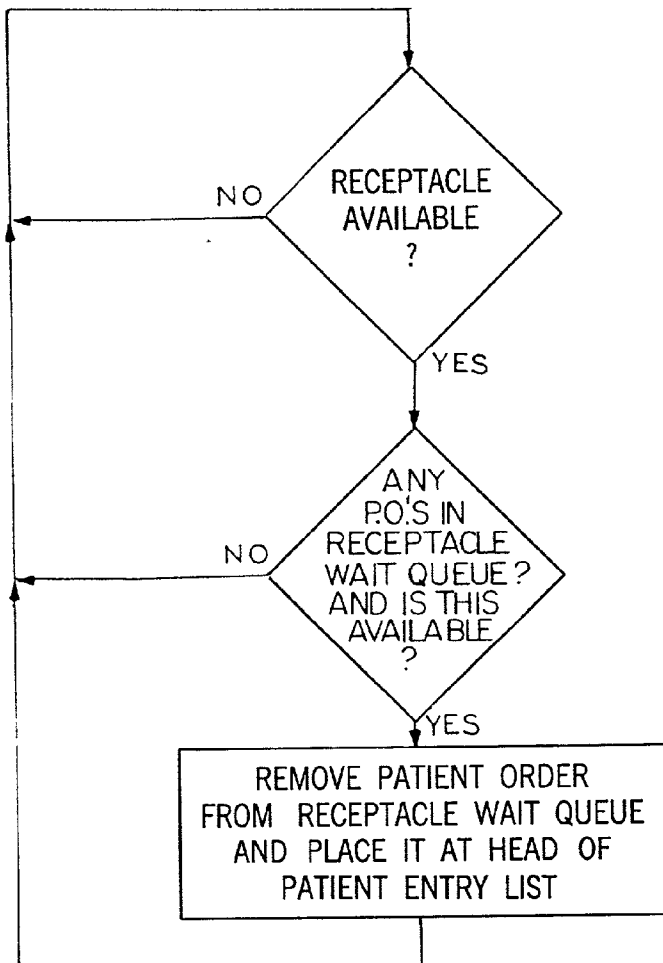 RECEPTACLE
AVAILABLE
?
NO
YES
ANY
P.O.'S IN
RECEPTACLE
WAIT QUEUE?
AND IS THIS
AVAILABLE
?
NO
YES
REMOVE PATIENT ORDER
FROM RECEPTACLE WAIT QUEUE
AND PLACE IT AT HEAD OF
PATIENT ENTRY LIST